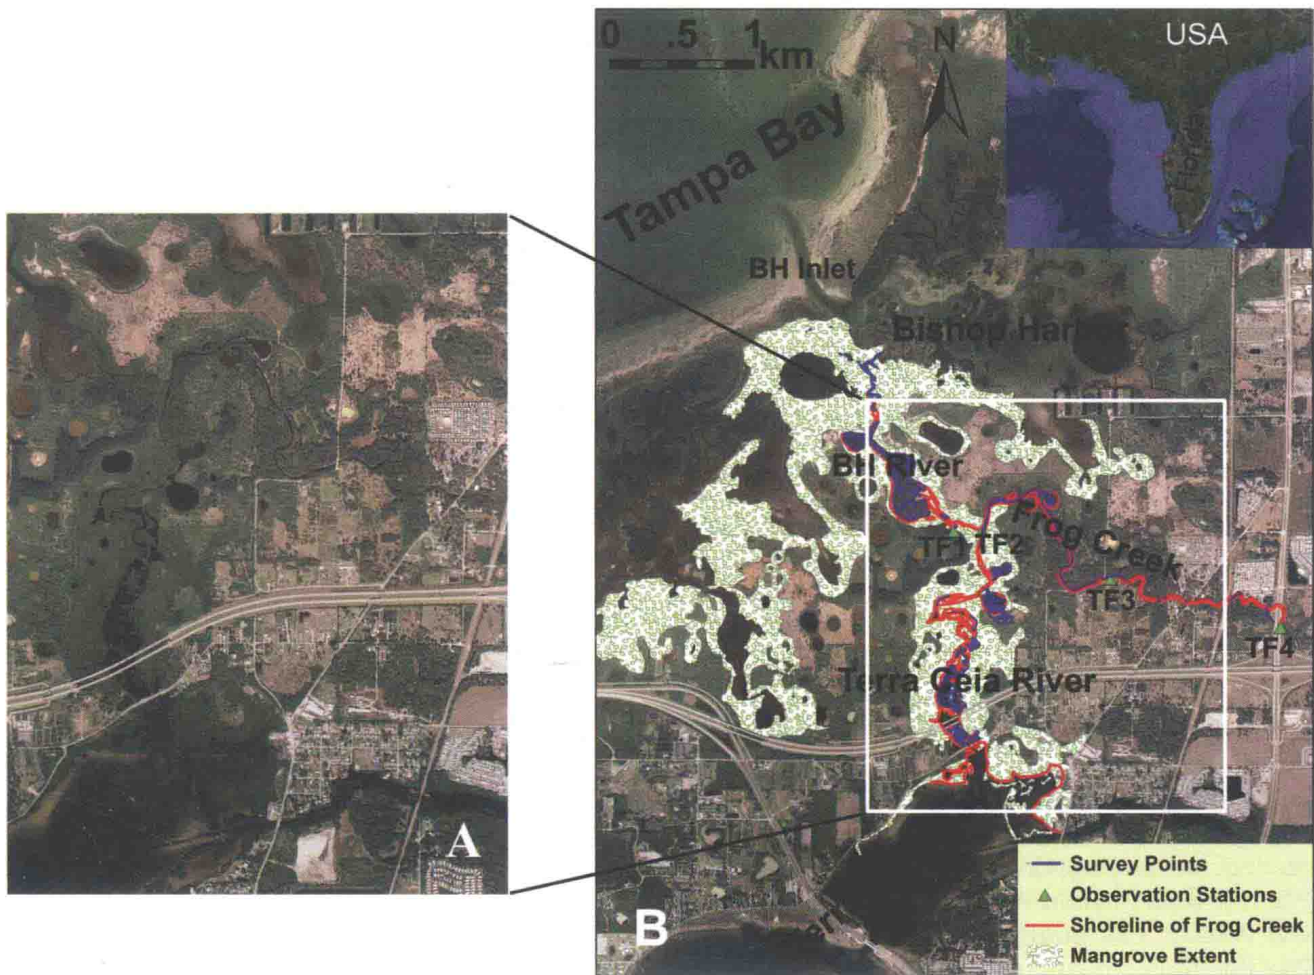 0 .5 1
km
N
USA
Florida
Tampa Bay
BH Inlet
Bishop Harbor
BH River
Frog Creek
TF1 TF2
TF3
TF4
Terra Ceia River
A
B
Survey Points
Observation Stations
Shoreline of Frog Creek
Mangrove Extent